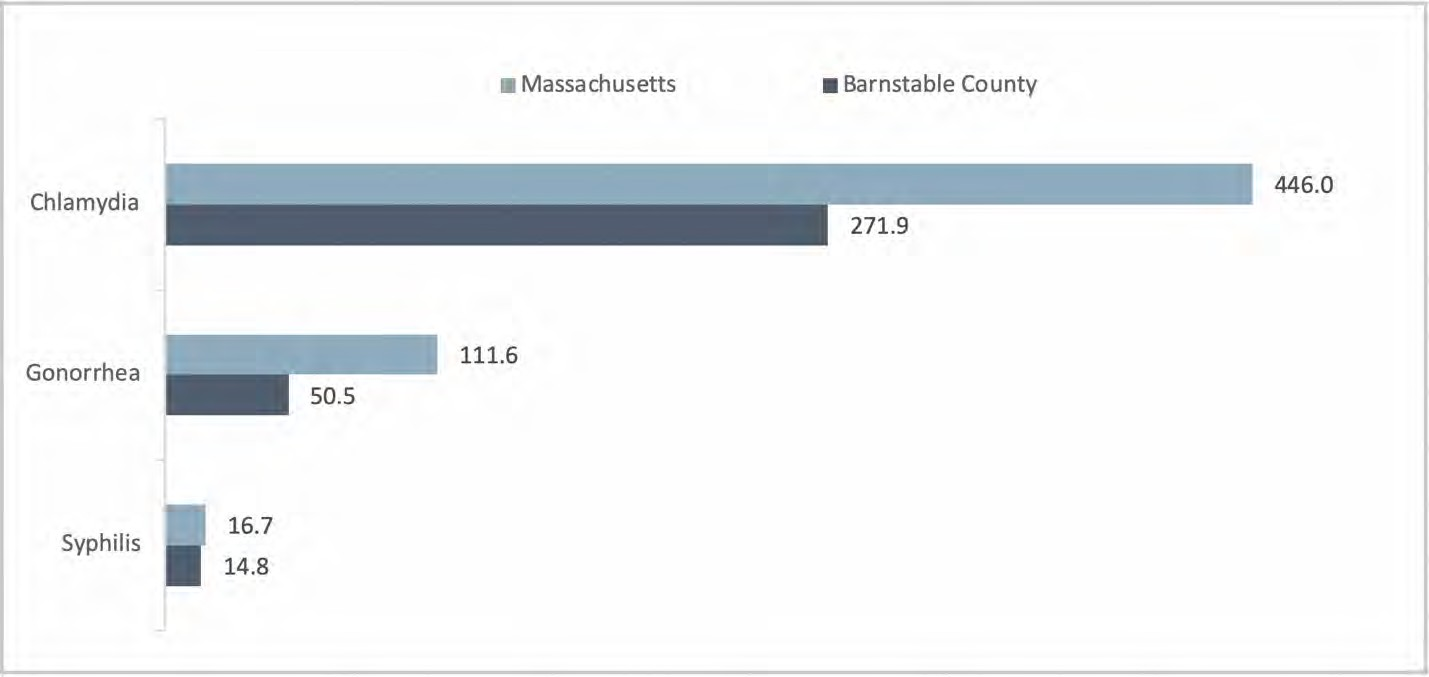 Massachusetts Barnstable County
Chlamydia
446.0
271.9
Gonorrhea
111.6
50.5
Syphilis
16.7
14.8